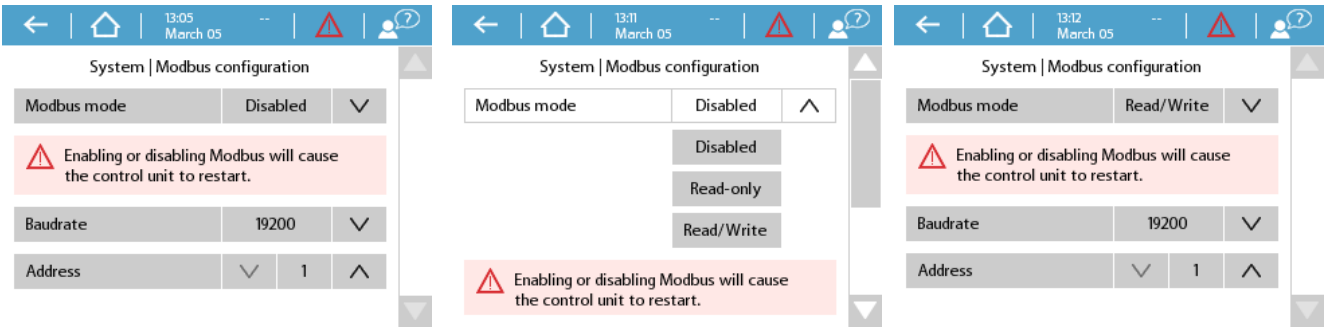 13:05 --
March 05
?
System | Modbus configuration
Modbus mode Disabled
Enabling or disabling Modbus will cause
the control unit to restart.
Baudrate 19200
Address 1
13:11 --
March 05
?
System | Modbus configuration
Modbus mode Disabled
Disabled
Read-only
Read/Write
Enabling or disabling Modbus will cause
the control unit to restart.
13:12 --
March 05
?
System | Modbus configuration
Modbus mode Read/Write
Enabling or disabling Modbus will cause
the control unit to restart.
Baudrate 19200
Address 1